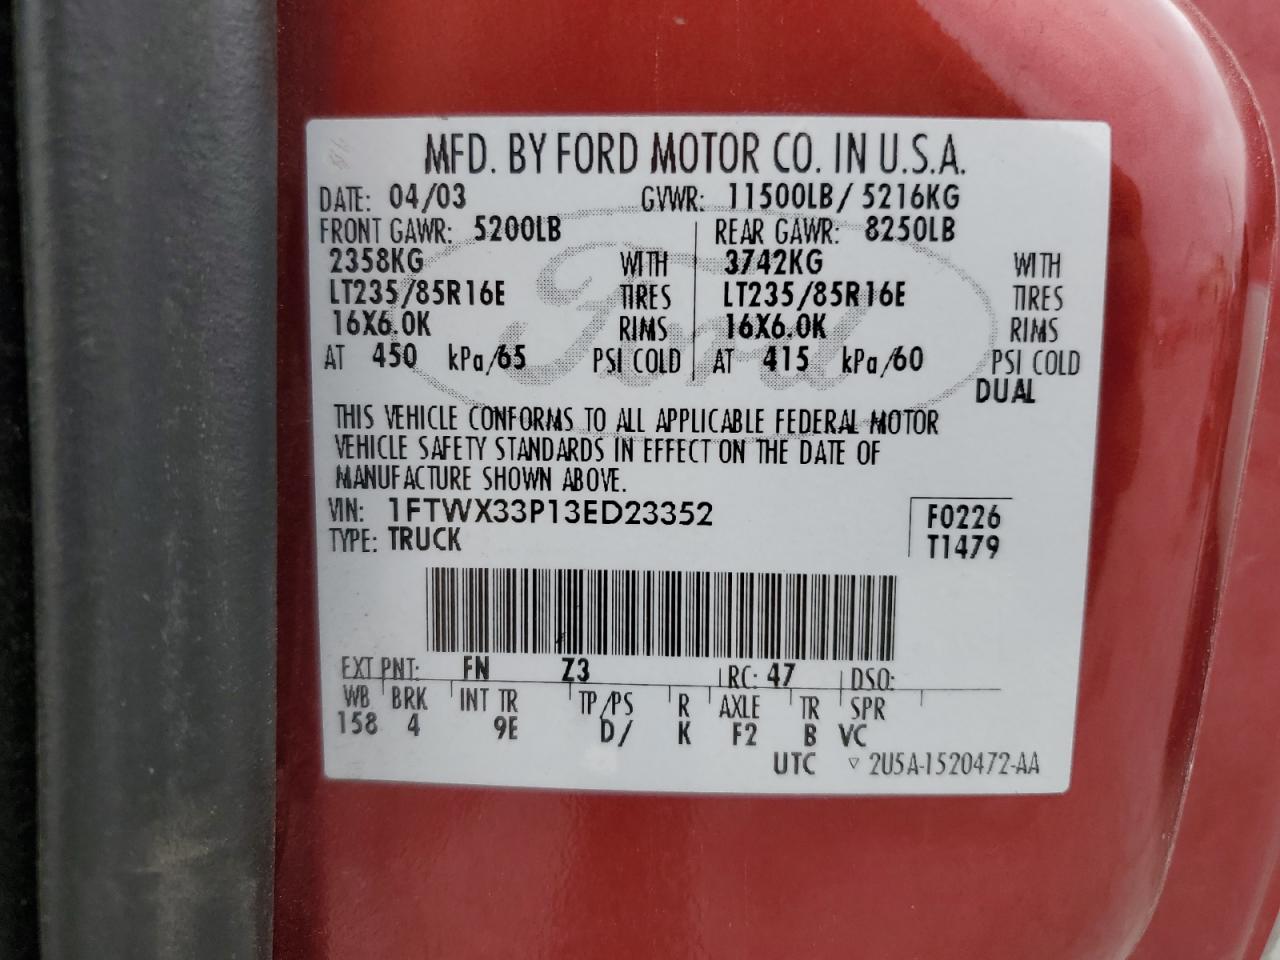 MFD. BY FORD MOTOR CO. IN U.S.A.
DATE: 04/03 GVWR: 11500LB/ 5216KG
FRONT GAWR: 5200LB REAR GAWR: 8250LB
2358KG WITH 3742KG WITH
LT235/85R16E TIRES LT235/85R16E TIRES
16X6.0K RIMS 16X6.0K RIMS
AT 450 kPa/65 PSI COLD AT 415 kPa/60 PSI COLD
DUAL
Ford
THIS VEHICLE CONFORMS TO ALL APPLICABLE FEDERAL MOTOR
VEHICLE SAFETY STANDARDS IN EFFECT ON THE DATE OF
MANUFACTURE SHOWN ABOVE.
VIN: 1FTWX33P13ED23352 F0226
TYPE: TRUCK T1479
EXT PNT: FN Z3 RC: 47 DSO:
WB BRK INT TR TP/PS R AXLE TR SPR
158 4 9E D/ K F2 B VC
UTC ▽ 2U5A-1520472-AA